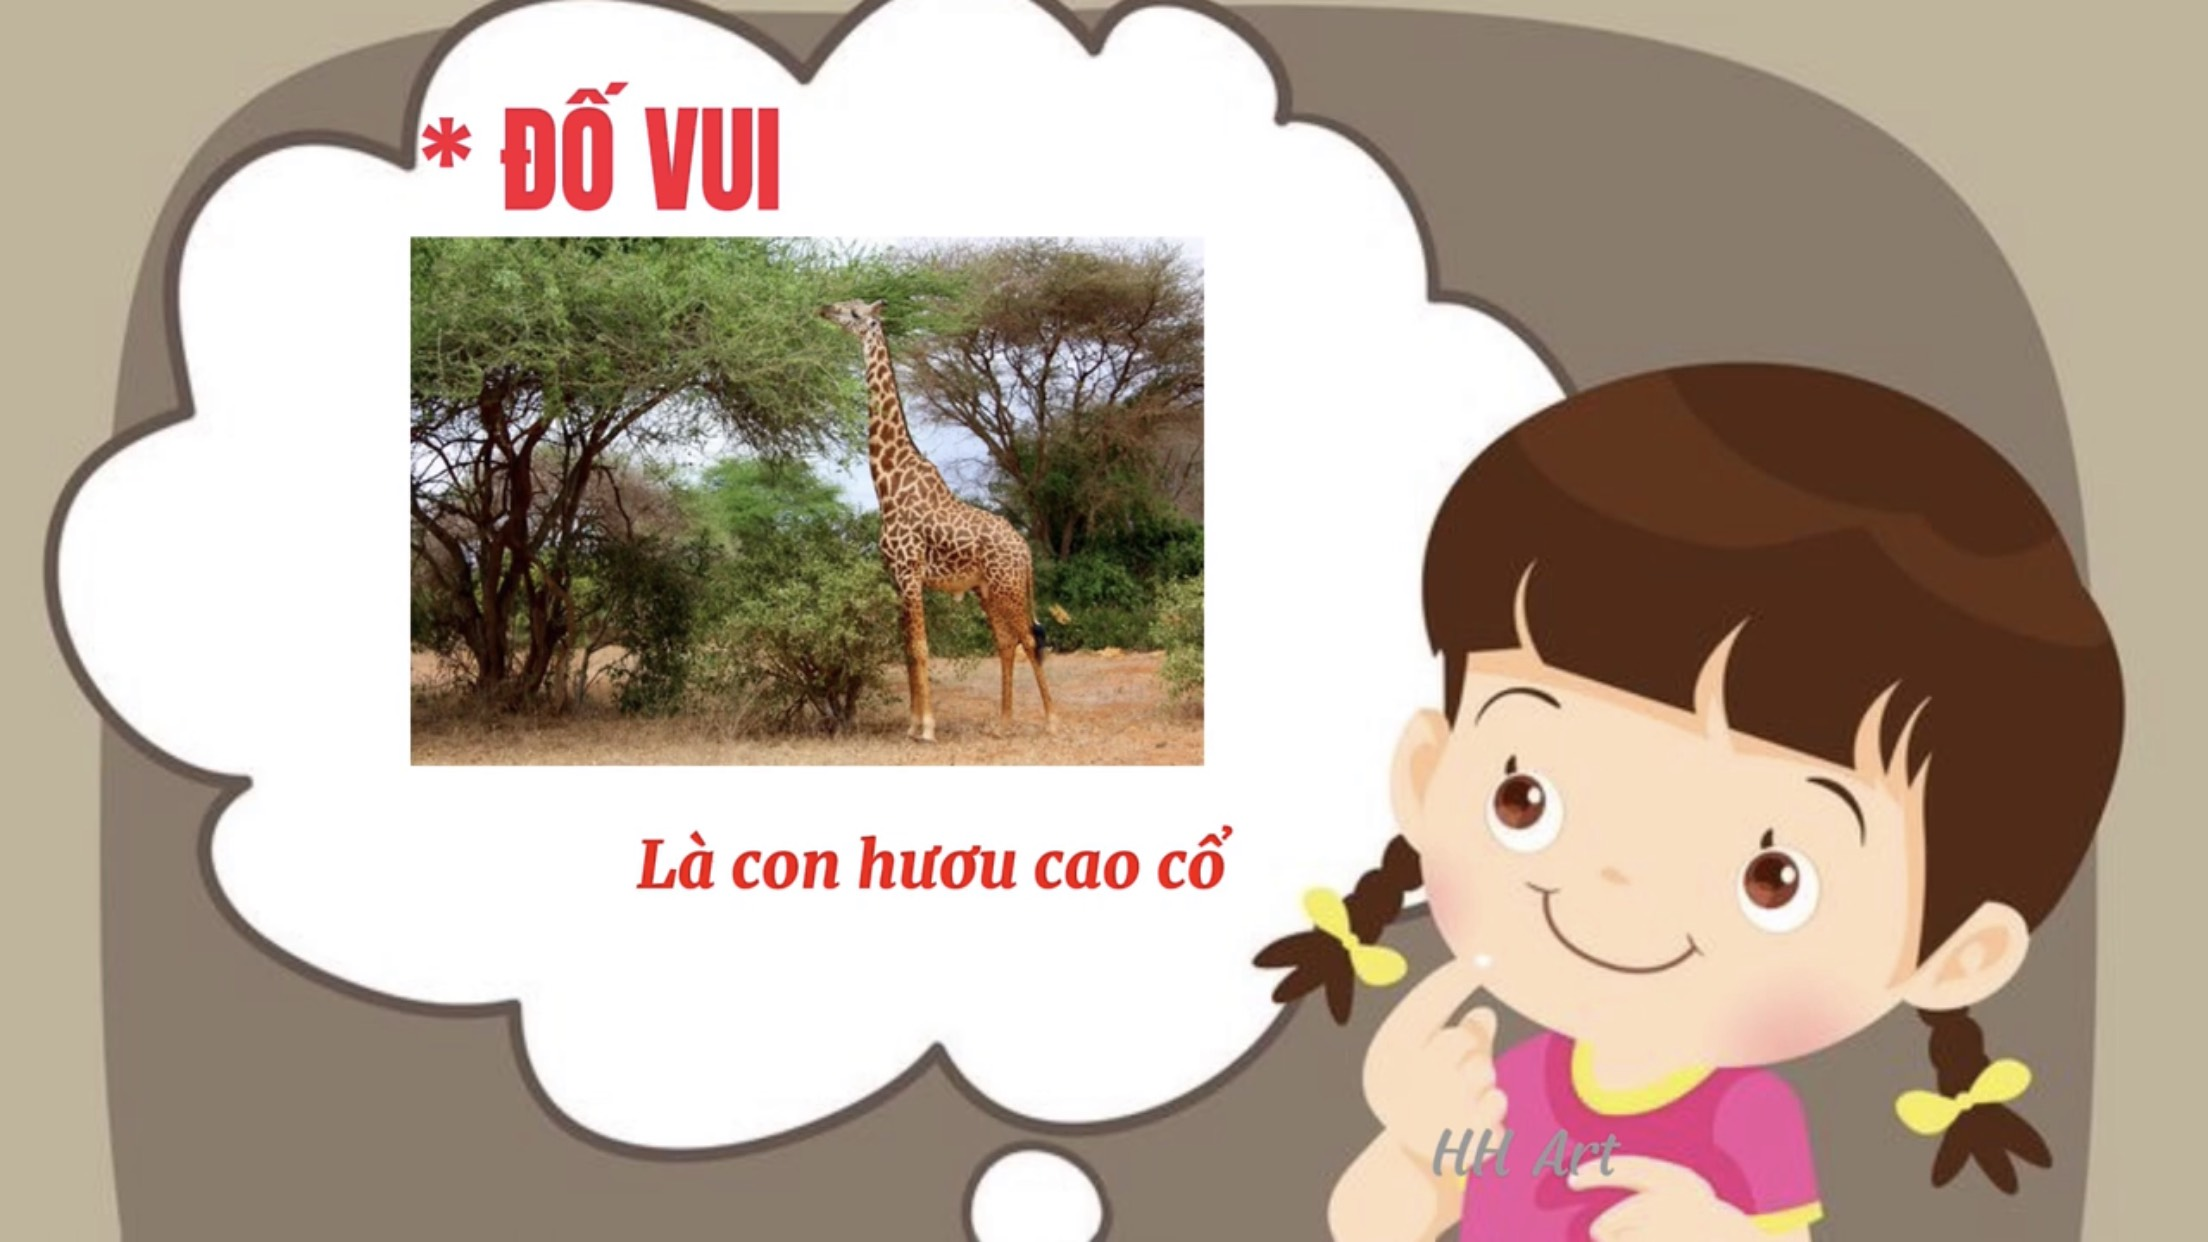 * ĐỐ VUI
Là con hươu cao cổ
HH Art